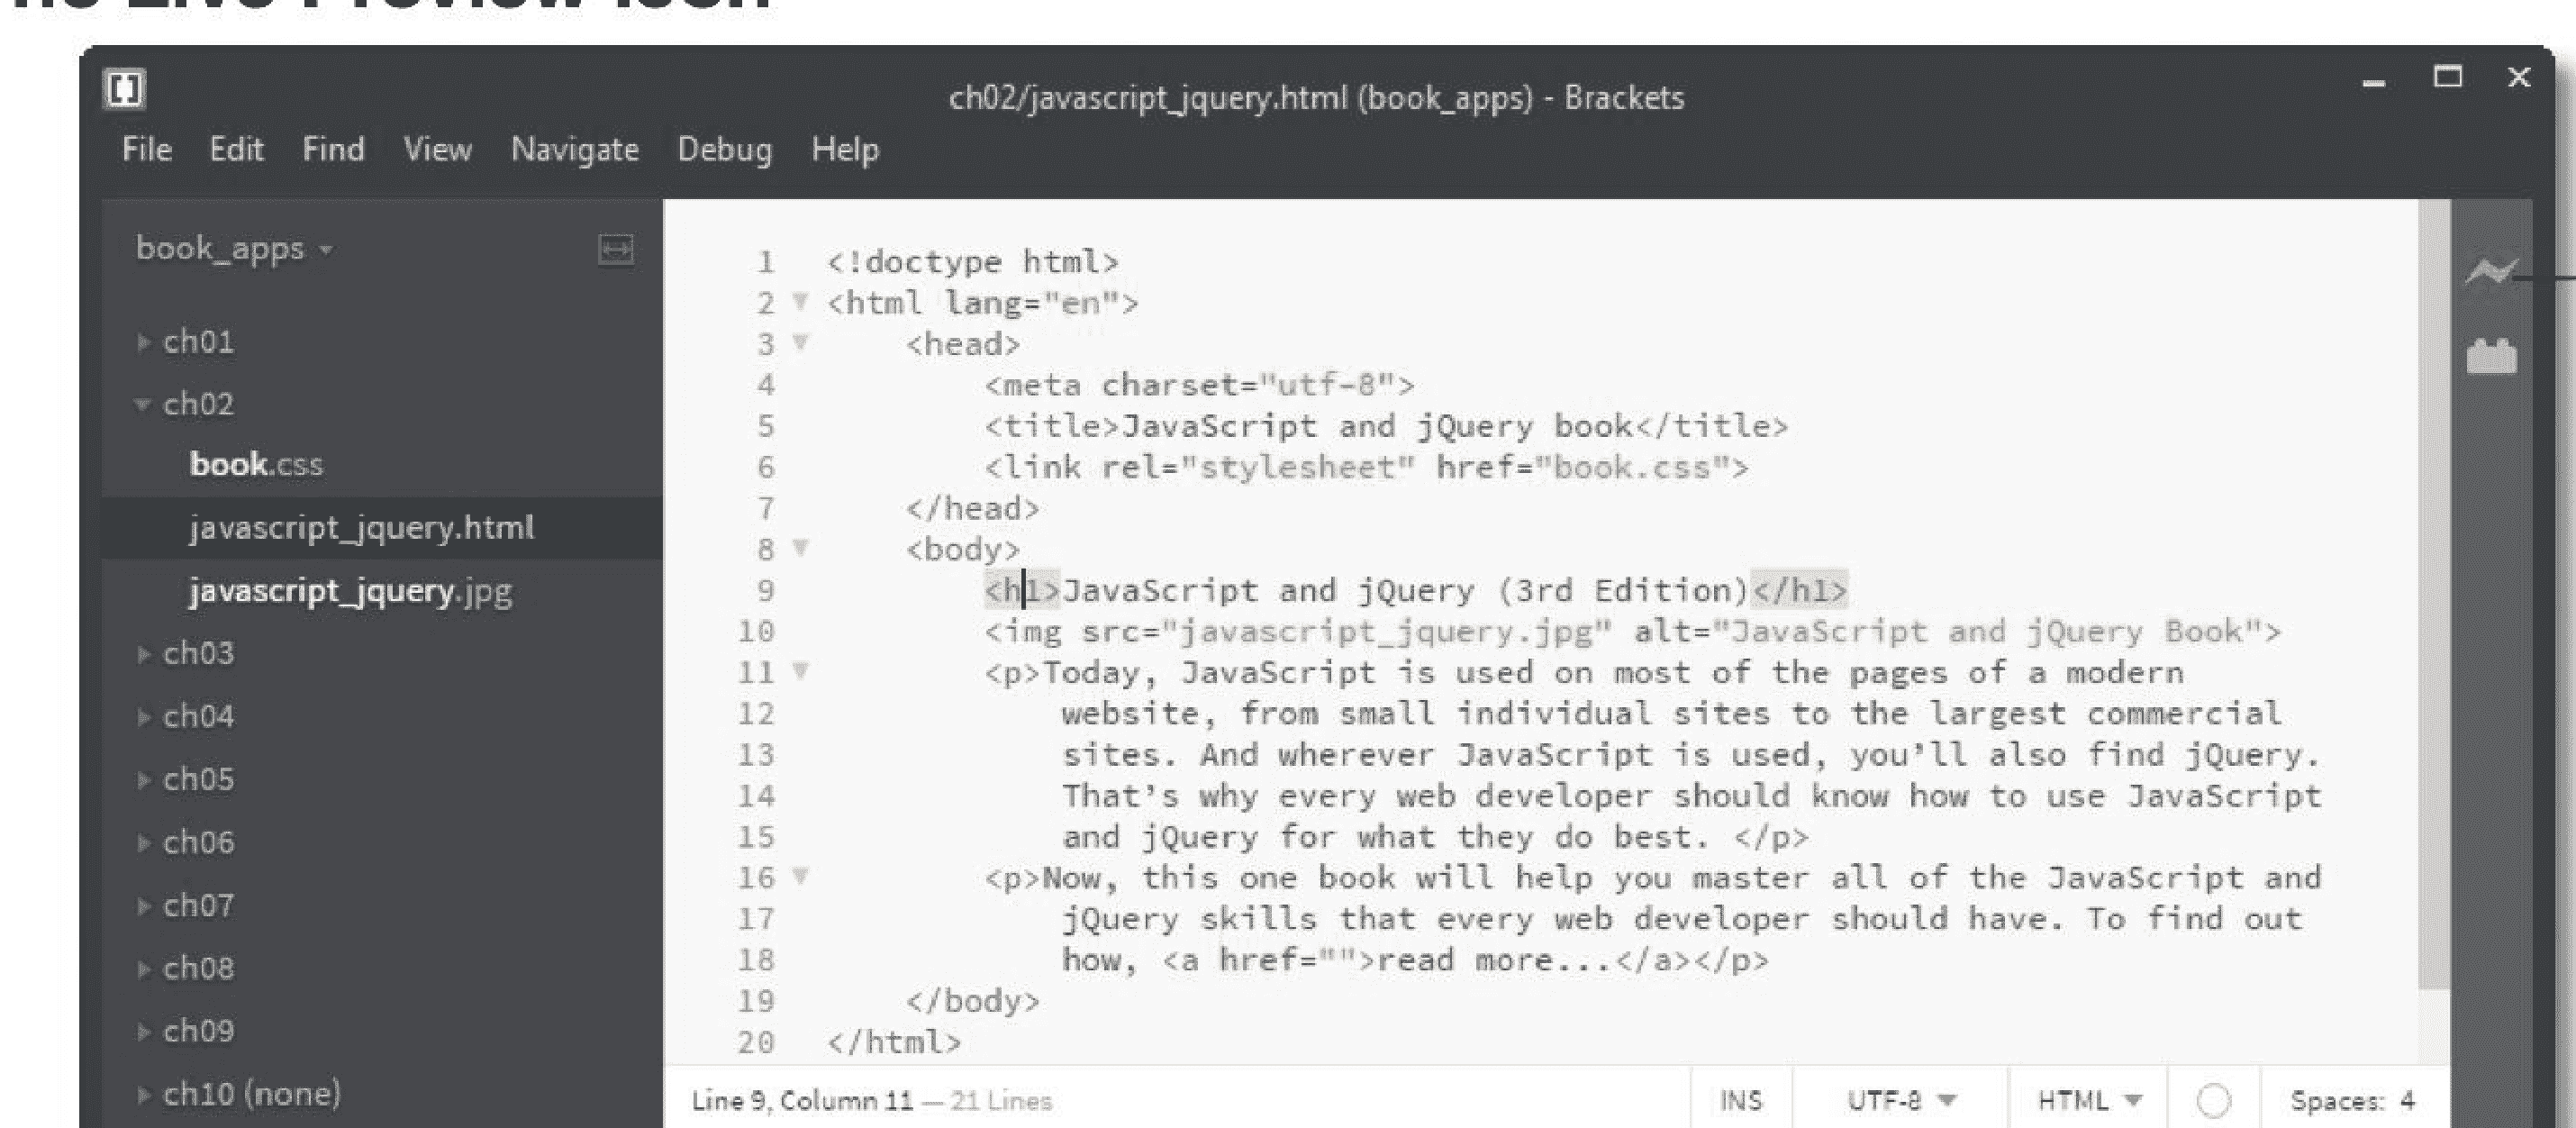 Live Preview icon
ch02/javascript_jquery.html (book_apps) - Brackets
File Edit Find View Navigate Debug Help
book_apps
ch01
ch02
book.css
javascript_jquery.html
javascript_jquery.jpg
ch03
ch04
ch05
ch06
ch07
ch08
ch09
ch10 (none)
1 <!doctype html>
2 <html lang="en">
3 <head>
4 <meta charset="utf-8">
5 <title>JavaScript and jQuery book</title>
6 <link rel="stylesheet" href="book.css">
7 </head>
8 <body>
9 <h1>JavaScript and jQuery (3rd Edition)</h1>
10 <img src="javascript_jquery.jpg" alt="JavaScript and jQuery Book">
11 <p>Today, JavaScript is used on most of the pages of a modern
12 website, from small individual sites to the largest commercial
13 sites. And wherever JavaScript is used, you’ll also find jQuery.
14 That’s why every web developer should know how to use JavaScript
15 and jQuery for what they do best. </p>
16 <p>Now, this one book will help you master all of the JavaScript and
17 jQuery skills that every web developer should have. To find out
18 how, <a href="">read more...</a></p>
19 </body>
20 </html>
Line 9, Column 11 — 21 Lines
INS UTF-8 HTML Spaces: 4